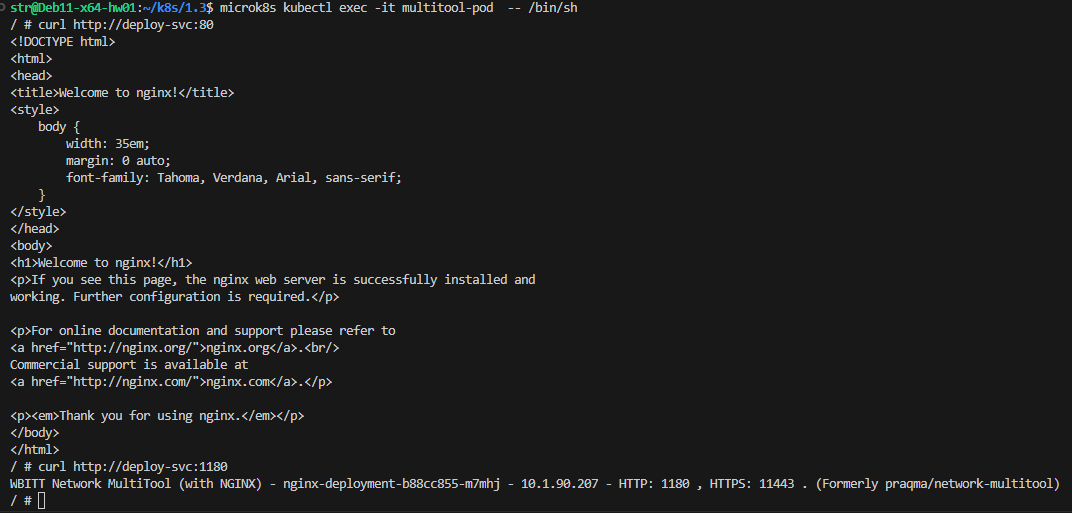 str@Deb11-x64-hw01:~/k8s/1.3$ microk8s kubectl exec -it multitool-pod  -- /bin/sh
/ # curl http://deploy-svc:80
<!DOCTYPE html>
<html>
<head>
<title>Welcome to nginx!</title>
<style>
    body {
        width: 35em;
        margin: 0 auto;
        font-family: Tahoma, Verdana, Arial, sans-serif;
    }
</style>
</head>
<body>
<h1>Welcome to nginx!</h1>
<p>If you see this page, the nginx web server is successfully installed and
working. Further configuration is required.</p>

<p>For online documentation and support please refer to
<a href="http://nginx.org/">nginx.org</a>.<br/>
Commercial support is available at
<a href="http://nginx.com/">nginx.com</a>.</p>

<p><em>Thank you for using nginx.</em></p>
</body>
</html>
/ # curl http://deploy-svc:1180
WBITT Network MultiTool (with NGINX) - nginx-deployment-b88cc855-m7mhj - 10.1.90.207 - HTTP: 1180 , HTTPS: 11443 . (Formerly praqma/network-multitool)
/ #